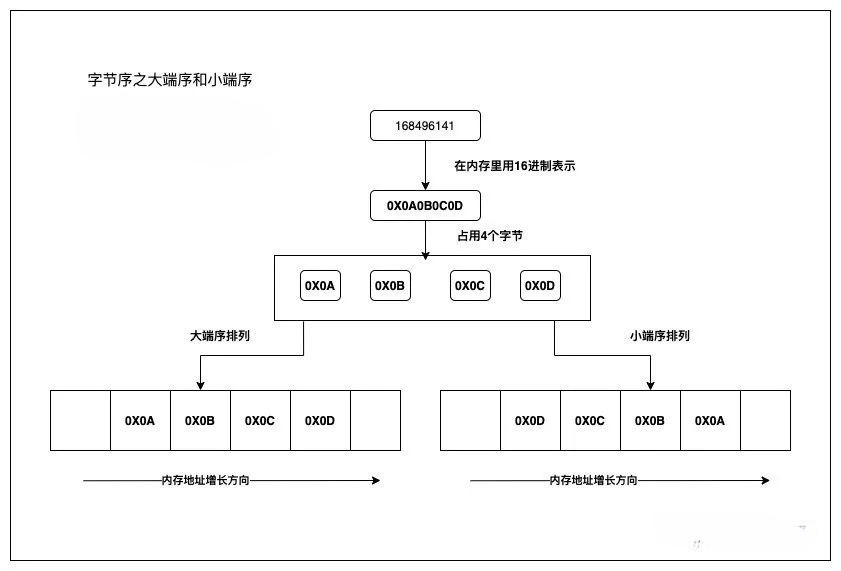 字节序之大端序和小端序
168496141
在内存里用16进制表示
0X0A0B0C0D
占用4个字节
0X0A 0X0B 0X0C 0X0D
大端序排列 小端序排列
0X0A 0X0B 0X0C 0X0D 0X0D 0X0C 0X0B 0X0A
内存地址增长方向 内存地址增长方向